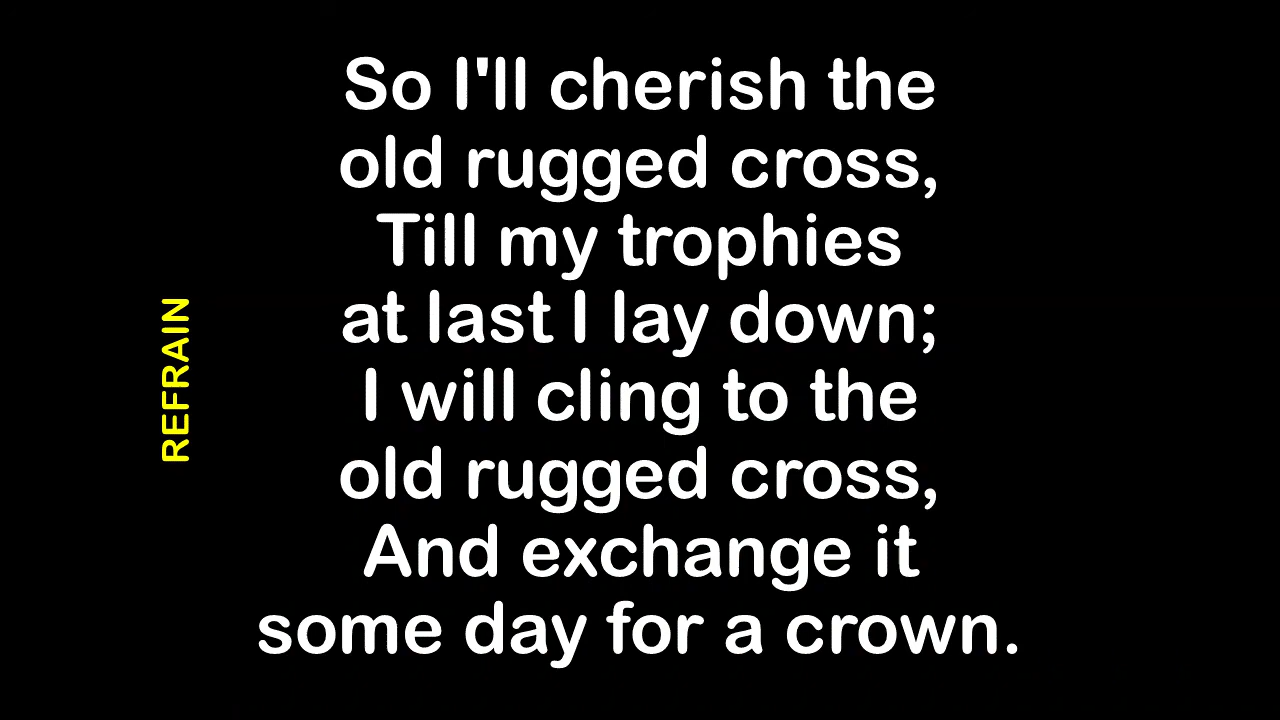 REFRAIN
So I'll cherish the
old rugged cross,
Till my trophies
at last I lay down;
I will cling to the
old rugged cross,
And exchange it
some day for a crown.